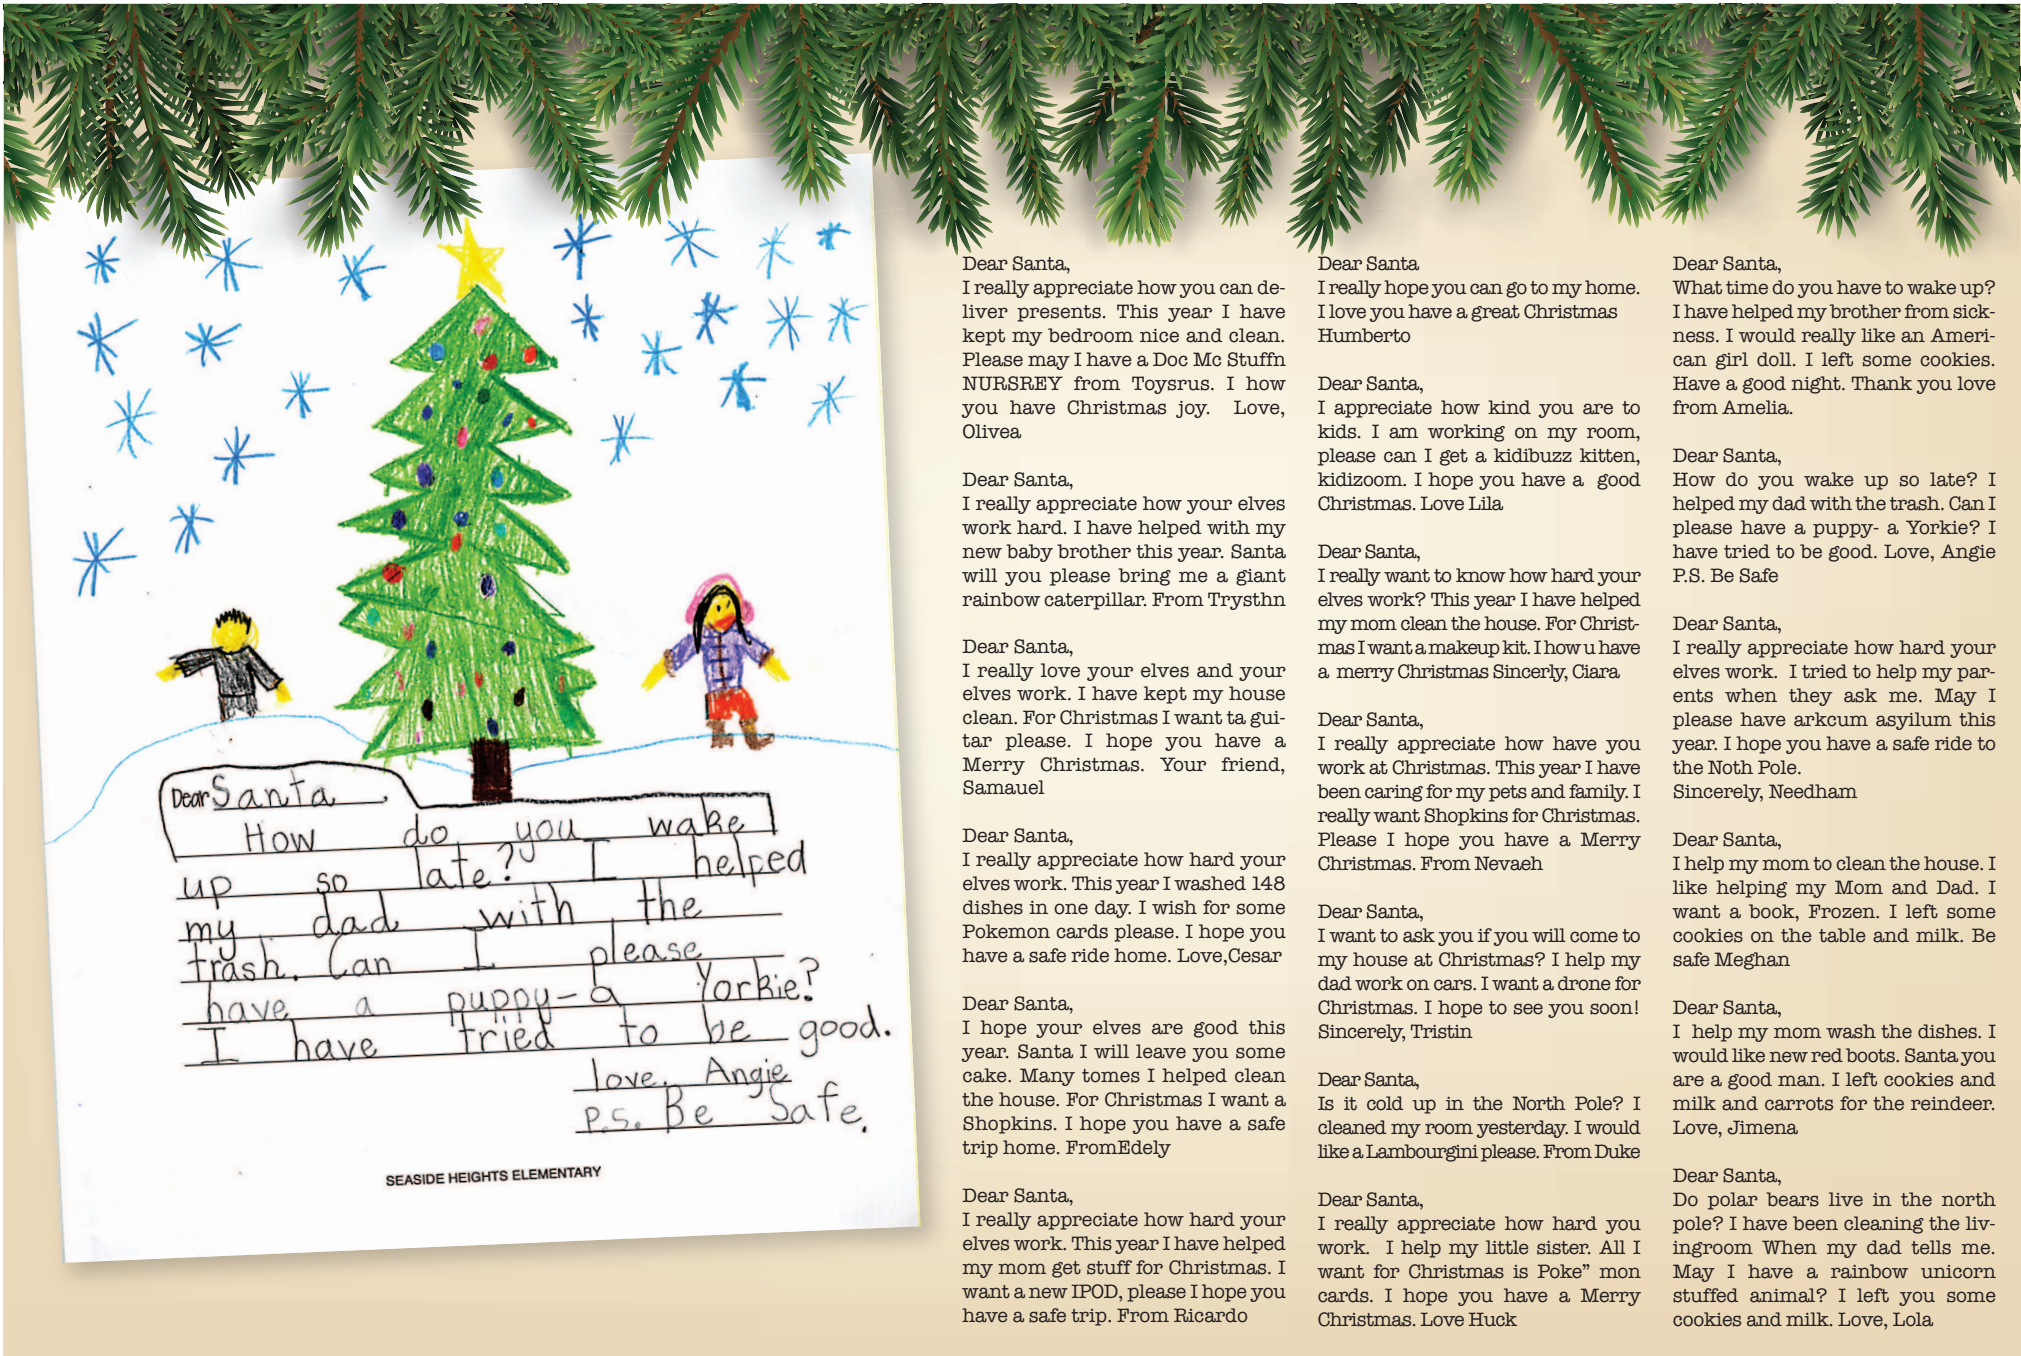 Dear Santa,
How do you wake
up so late? I helped
my dad with the
trash. Can I please
have a puppy-a Yorkie?
I have tried to be good.
love, Angie
P.S. Be Safe.
SEASIDE HEIGHTS ELEMENTARY
Dear Santa,
I really appreciate how you can de-
liver presents. This year I have
kept my bedroom nice and clean.
Please may I have a Doc Mc Stuffn
NURSREY from Toysrus. I how
you have Christmas joy. Love,
Olivea
Dear Santa,
I really appreciate how your elves
work hard. I have helped with my
new baby brother this year. Santa
will you please bring me a giant
rainbow caterpillar. From Trysthn
Dear Santa,
I really love your elves and your
elves work. I have kept my house
clean. For Christmas I want ta gui-
tar please. I hope you have a
Merry Christmas. Your friend,
Samauel
Dear Santa,
I really appreciate how hard your
elves work. This year I washed 148
dishes in one day. I wish for some
Pokemon cards please. I hope you
have a safe ride home. Love,Cesar
Dear Santa,
I hope your elves are good this
year. Santa I will leave you some
cake. Many tomes I helped clean
the house. For Christmas I want a
Shopkins. I hope you have a safe
trip home. FromEdely
Dear Santa,
I really appreciate how hard your
elves work. This year I have helped
my mom get stuff for Christmas. I
want a new IPOD, please I hope you
have a safe trip. From Ricardo
Dear Santa
I really hope you can go to my home.
I love you have a great Christmas
Humberto
Dear Santa,
I appreciate how kind you are to
kids. I am working on my room,
please can I get a kidibuzz kitten,
kidizoom. I hope you have a good
Christmas. Love Lila
Dear Santa,
I really want to know how hard your
elves work? This year I have helped
my mom clean the house. For Christ-
mas I want a makeup kit. I how u have
a merry Christmas Sincerly, Ciara
Dear Santa,
I really appreciate how have you
work at Christmas. This year I have
been caring for my pets and family. I
really want Shopkins for Christmas.
Please I hope you have a Merry
Christmas. From Nevaeh
Dear Santa,
I want to ask you if you will come to
my house at Christmas? I help my
dad work on cars. I want a drone for
Christmas. I hope to see you soon!
Sincerely, Tristin
Dear Santa,
Is it cold up in the North Pole? I
cleaned my room yesterday. I would
like a Lambourgini please. From Duke
Dear Santa,
I really appreciate how hard you
work. I help my little sister. All I
want for Christmas is Poke” mon
cards. I hope you have a Merry
Christmas. Love Huck
Dear Santa,
What time do you have to wake up?
I have helped my brother from sick-
ness. I would really like an Ameri-
can girl doll. I left some cookies.
Have a good night. Thank you love
from Amelia.
Dear Santa,
How do you wake up so late? I
helped my dad with the trash. Can I
please have a puppy- a Yorkie? I
have tried to be good. Love, Angie
P.S. Be Safe
Dear Santa,
I really appreciate how hard your
elves work. I tried to help my par-
ents when they ask me. May I
please have arkcum asyilum this
year. I hope you have a safe ride to
the Noth Pole.
Sincerely, Needham
Dear Santa,
I help my mom to clean the house. I
like helping my Mom and Dad. I
want a book, Frozen. I left some
cookies on the table and milk. Be
safe Meghan
Dear Santa,
I help my mom wash the dishes. I
would like new red boots. Santa you
are a good man. I left cookies and
milk and carrots for the reindeer.
Love, Jimena
Dear Santa,
Do polar bears live in the north
pole? I have been cleaning the liv-
ingroom When my dad tells me.
May I have a rainbow unicorn
stuffed animal? I left you some
cookies and milk. Love, Lola